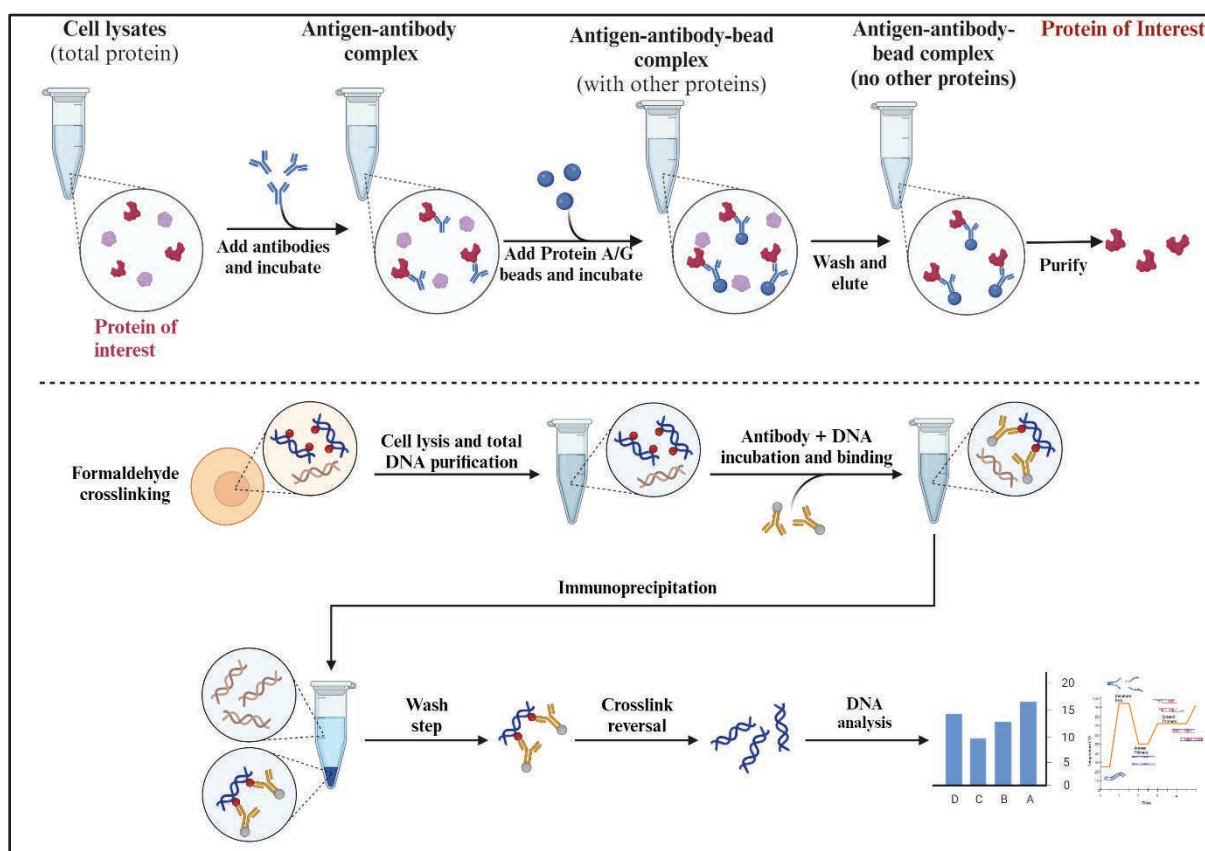 Cell lysates
(total protein)
Antigen-antibody
complex
Antigen-antibody-bead
complex
(with other proteins)
Antigen-antibody-
bead complex
(no other proteins)
Protein of Interest
Add antibodies
and incubate
Add Protein A/G
beads and incubate
Wash and
elute
Purify
Protein of
interest
Formaldehyde
crosslinking
Cell lysis and total
DNA purification
Antibody + DNA
incubation and binding
Immunoprecipitation
Wash
step
Crosslink
reversal
DNA
analysis
20
15
10
5
0
D C B A
Time